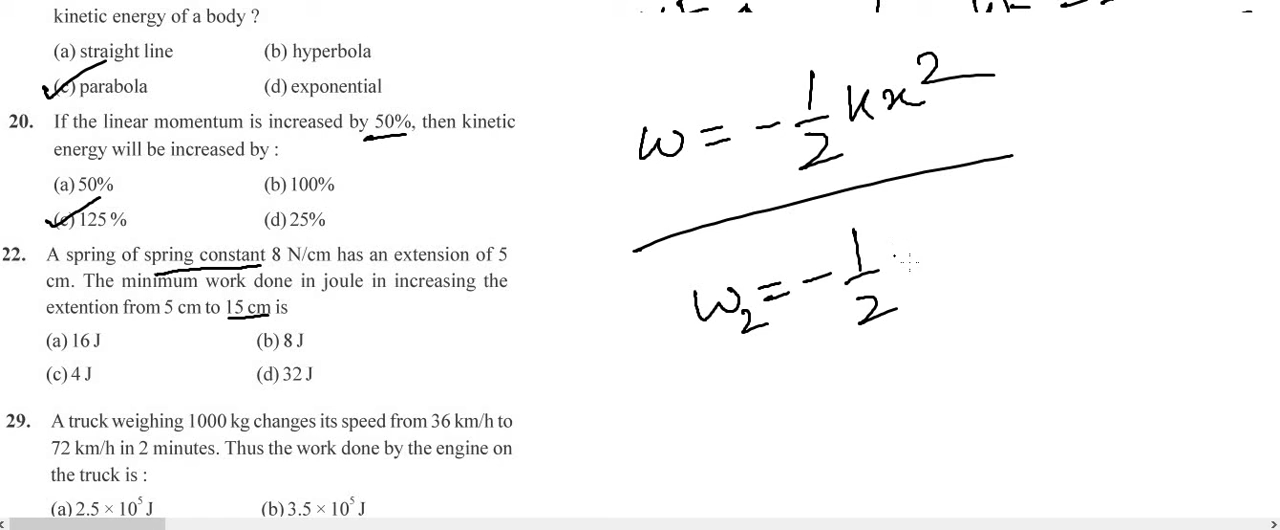 kinetic energy of a body ?
(a) straight line (b) hyperbola
(c) parabola (d) exponential
20. If the linear momentum is increased by 50%, then kinetic
energy will be increased by :
(a) 50% (b) 100%
(c) 125 % (d) 25%
22. A spring of spring constant 8 N/cm has an extension of 5
cm. The minimum work done in joule in increasing the
extention from 5 cm to 15 cm is
(a) 16 J (b) 8 J
(c) 4 J (d) 32 J
29. A truck weighing 1000 kg changes its speed from 36 km/h to
72 km/h in 2 minutes. Thus the work done by the engine on
the truck is :
(a) 2.5 × 10⁵ J (b) 3.5 × 10⁵ J
w = - 1/2 kx²
w₂ = - 1/2